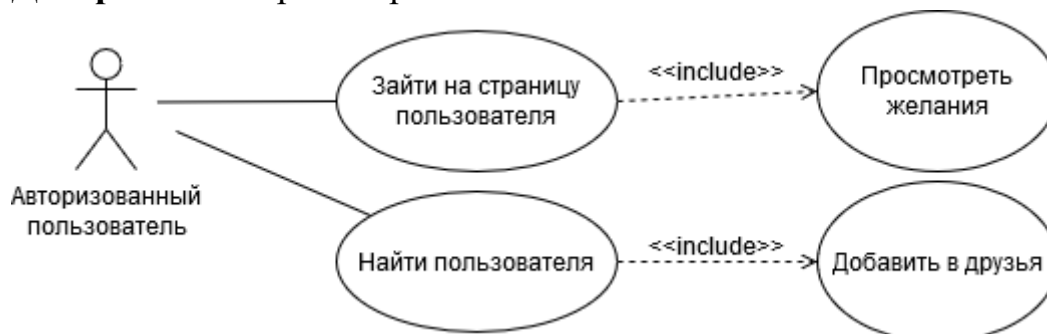 Зайти на страницу
пользователя
<<include>>
Просмотреть
желания
Авторизованный
пользователь
Найти пользователя
<<include>>
Добавить в друзья